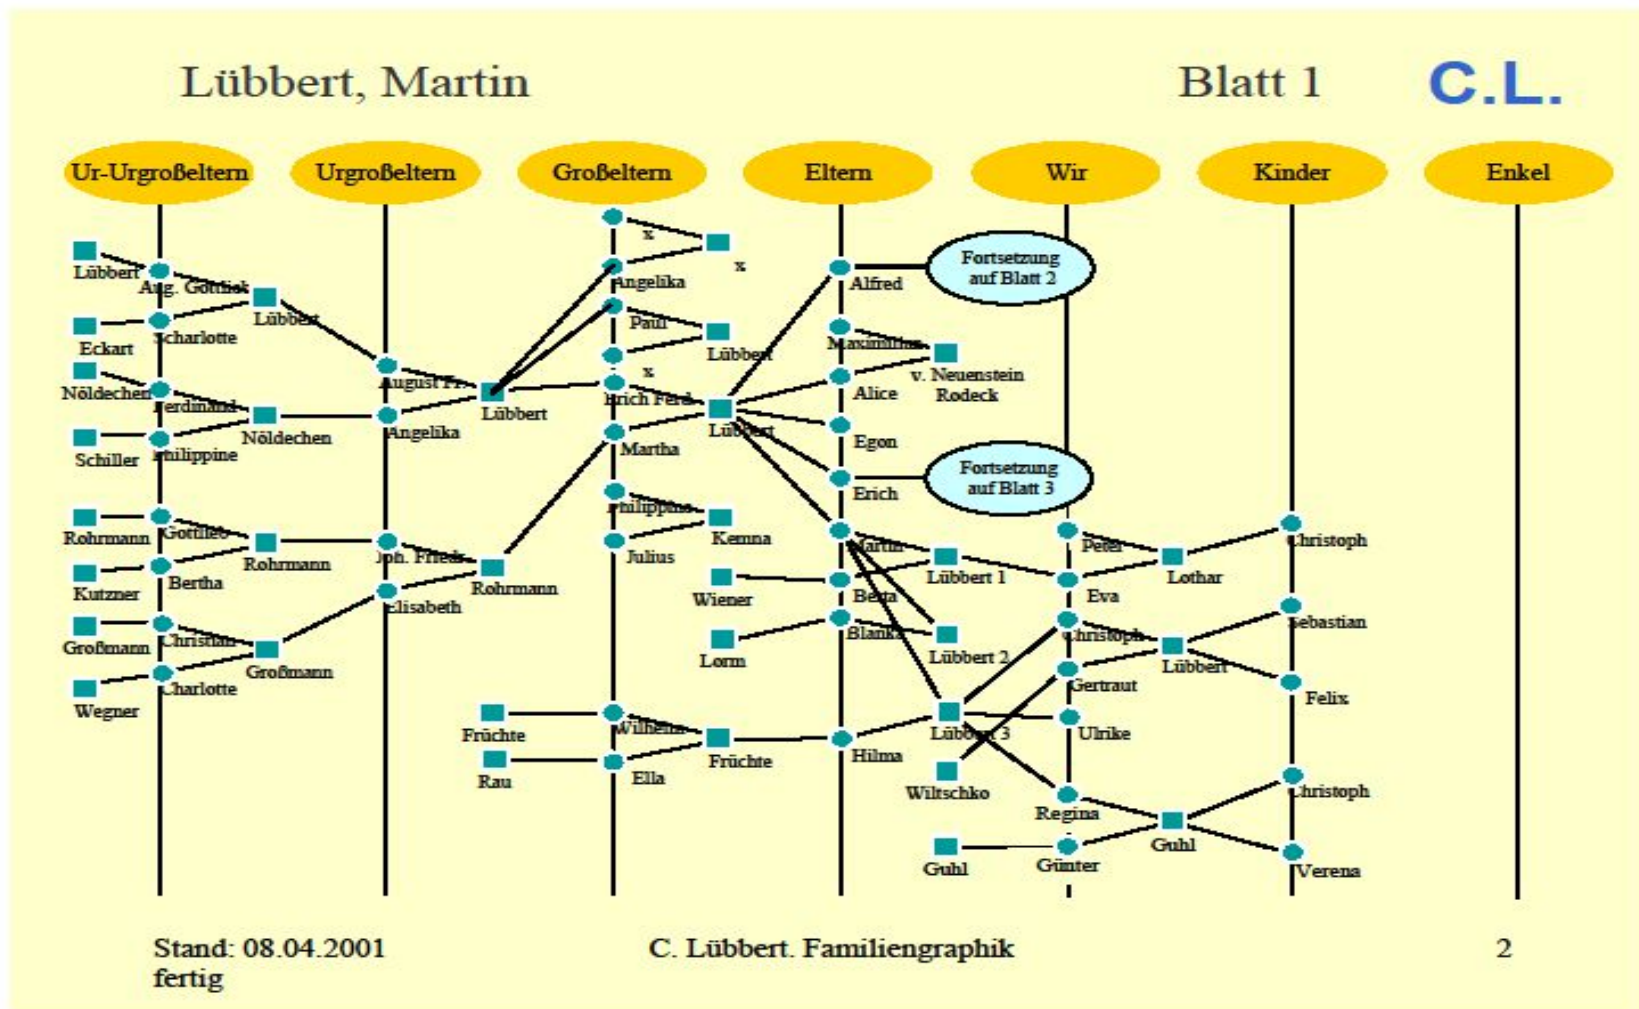 Lübbert, Martin
Blatt 1
C.L.
Ur-Urgroßeltern
Urgroßeltern
Großeltern
Eltern
Wir
Kinder
Enkel
Lübbert
Aug. Gottlieb
Lübbert
Eckart
Scharlotte
Nöldechen
Ferdinand
Nöldechen
Schiller
Philippine
Rohrmann
Gottlieb
Rohrmann
Kutzner
Bertha
Großmann
Christian
Großmann
Wegner
Charlotte
August Fr.
Angelika
Lübbert
Joh. Friedr.
Elisabeth
Rohrmann
Früchte
Rau
x
x
Angelika
Paul
Lübbert
x
Erich Ferd.
Martha
Lübbert
Philippine
Julius
Kemna
Wiener
Lorm
Wilhelm
Ella
Früchte
Alfred
Fortsetzung
auf Blatt 2
Maximilian
Alice
v. Neuenstein
Rodeck
Egon
Erich
Fortsetzung
auf Blatt 3
Martin
Berta
Lübbert 1
Blanka
Lübbert 2
Hilma
Lübbert 3
Wiltschko
Guhl
Peter
Eva
Lothar
Christoph
Gertraut
Lübbert
Ulrike
Regina
Günter
Guhl
Christoph
Sebastian
Felix
Christoph
Verena
Stand: 08.04.2001
fertig
C. Lübbert. Familiengraphik
2